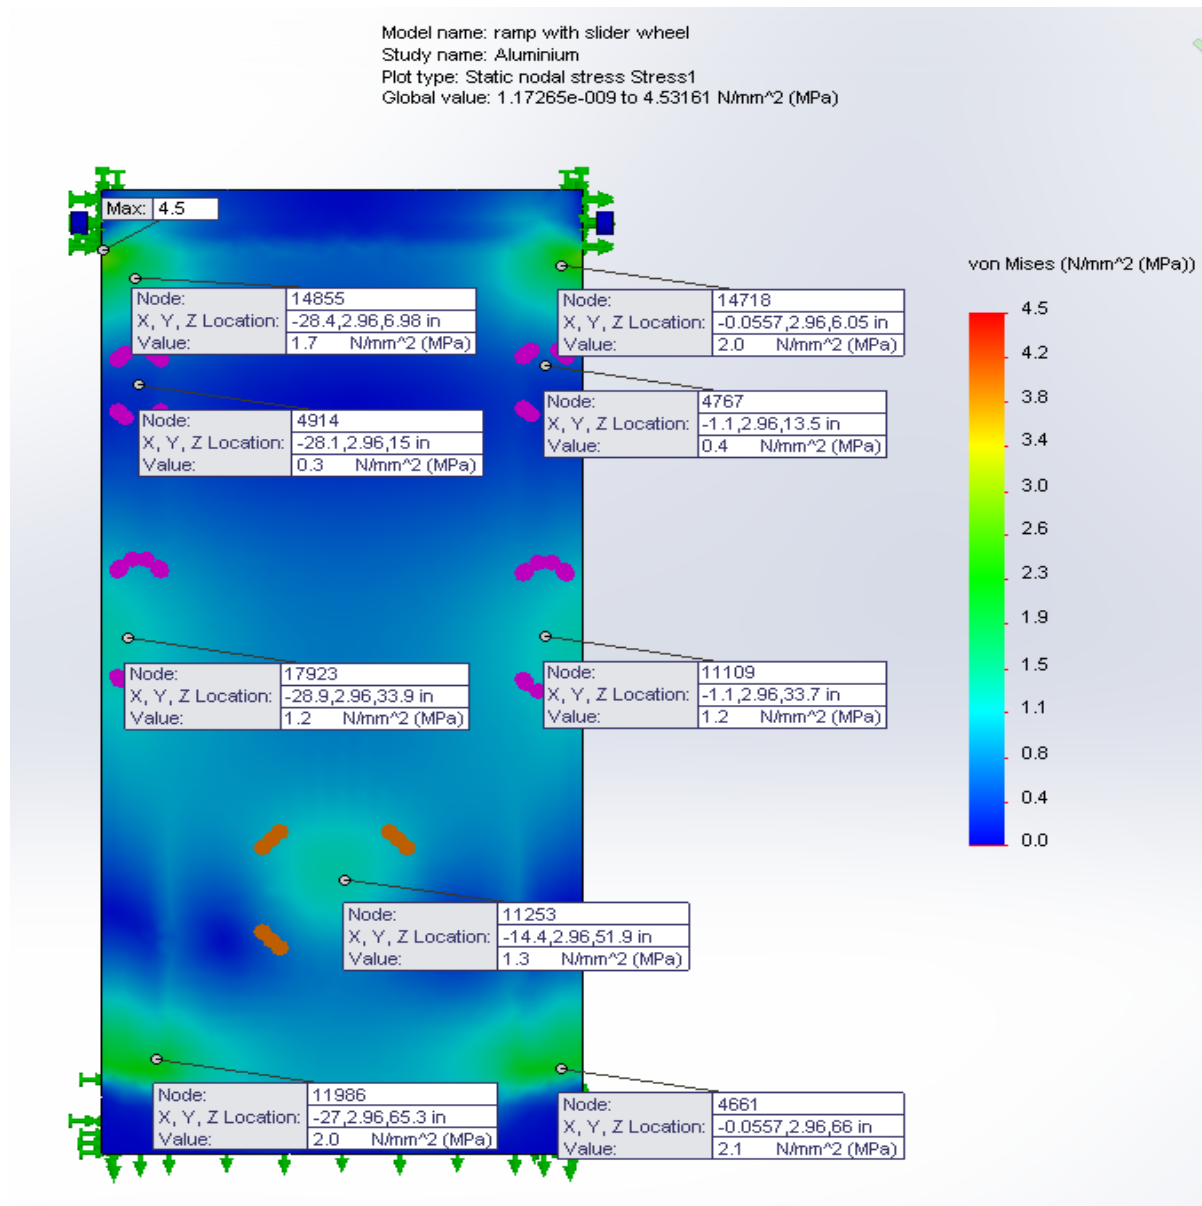 Model name: ramp with slider wheel
Study name: Aluminium
Plot type: Static nodal stress Stress1
Global value: 1.17265e-009 to 4.53161 N/mm^2 (MPa)
Max: 4.5
von Mises (N/mm^2 (MPa))
4.5
4.2
3.8
3.4
3.0
2.6
2.3
1.9
1.5
1.1
0.8
0.4
0.0
Node: 14855
X, Y, Z Location: -28.4,2.96,6.98 in
Value: 1.7 N/mm^2 (MPa)
Node: 14718
X, Y, Z Location: -0.0557,2.96,6.05 in
Value: 2.0 N/mm^2 (MPa)
Node: 4914
X, Y, Z Location: -28.1,2.96,15 in
Value: 0.3 N/mm^2 (MPa)
Node: 4767
X, Y, Z Location: -1.1,2.96,13.5 in
Value: 0.4 N/mm^2 (MPa)
Node: 17923
X, Y, Z Location: -28.9,2.96,33.9 in
Value: 1.2 N/mm^2 (MPa)
Node: 11109
X, Y, Z Location: -1.1,2.96,33.7 in
Value: 1.2 N/mm^2 (MPa)
Node: 11253
X, Y, Z Location: -14.4,2.96,51.9 in
Value: 1.3 N/mm^2 (MPa)
Node: 11986
X, Y, Z Location: -27,2.96,65.3 in
Value: 2.0 N/mm^2 (MPa)
Node: 4661
X, Y, Z Location: -0.0557,2.96,66 in
Value: 2.1 N/mm^2 (MPa)